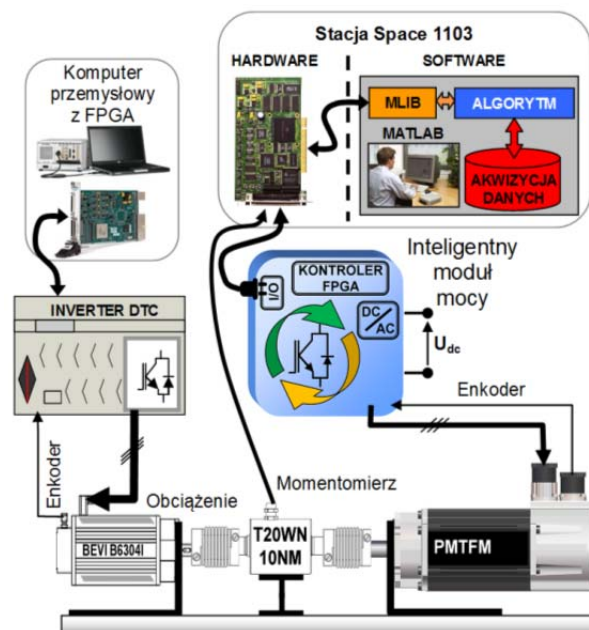 Stacja Space 1103
HARDWARE
SOFTWARE
Komputer
przemysłowy
z FPGA
MLIB
ALGORYTM
MATLAB
AKWIZYCJA
DANYCH
Inteligentny
moduł
mocy
KONTROLER
FPGA
I/O
DC/
AC
Udc
INVERTER DTC
Enkoder
Enkoder
Obciążenie
Momentomierz
BEVI B6304I
T20WN
10NM
PMTFM